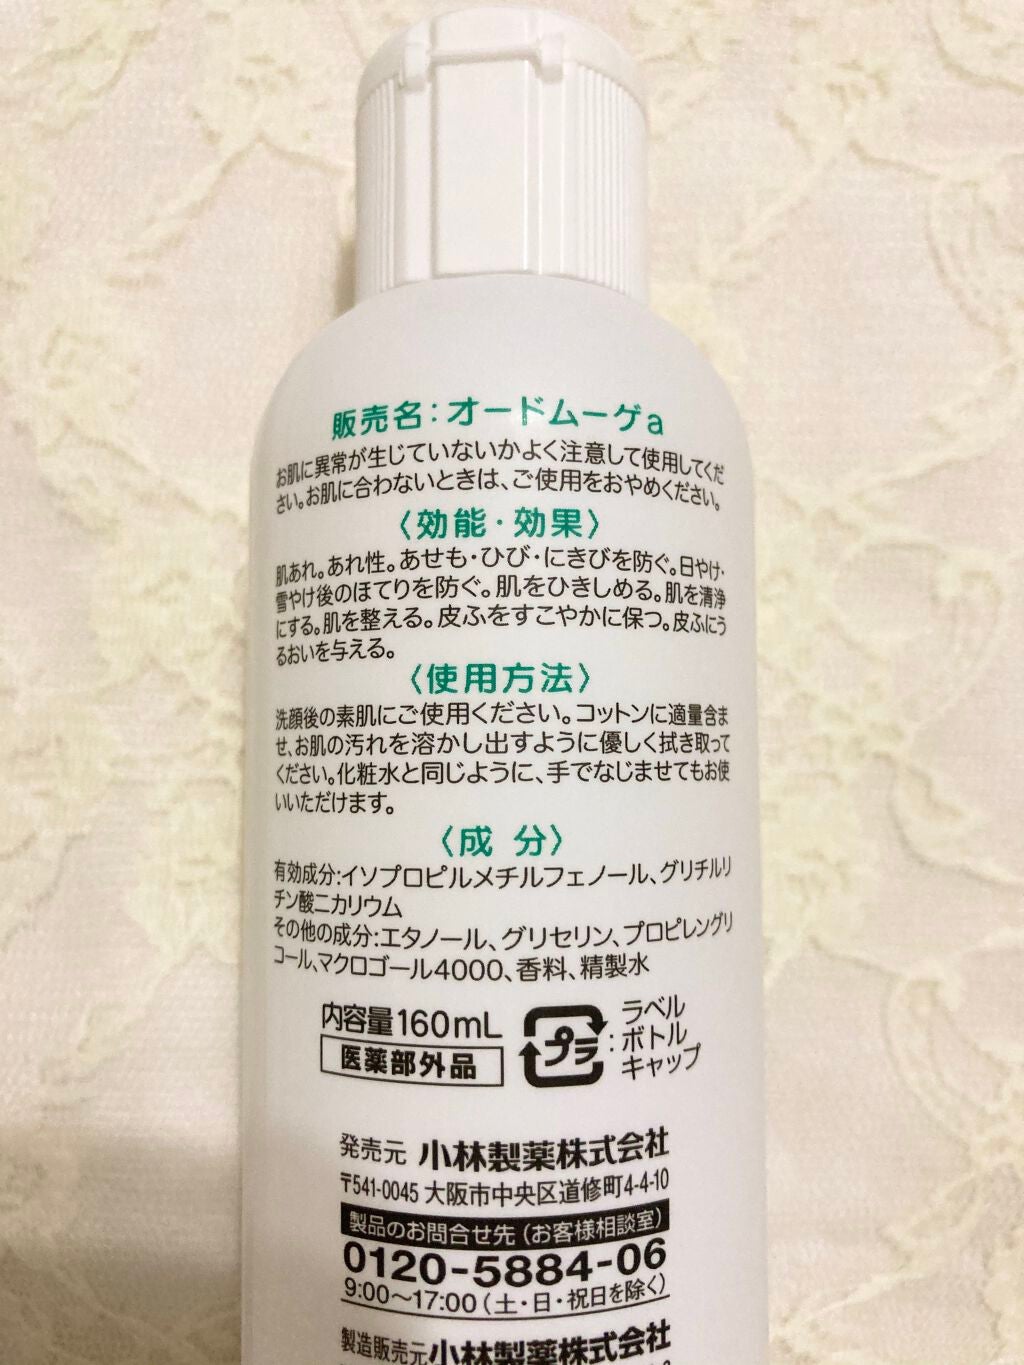 販売名:オードムーゲa
お肌に異常が生じていないかよく注意して使用してくだ
さい。お肌に合わないときは、ご使用をおやめください。
〈効能・効果〉
肌あれ。あれ性。あせも・ひび・にきびを防ぐ。日やけ・
雪やけ後のほてりを防ぐ。肌をひきしめる。肌を清浄
にする。肌を整える。皮ふをすこやかに保つ。皮ふにう
るおいを与える。
〈使用方法〉
洗顔後の素肌にご使用ください。コットンに適量含ま
せ、お肌の汚れを溶かし出すように優しく拭き取って
ください。化粧水と同じように、手でなじませてもお使
いいただけます。
〈成 分〉
有効成分:イソプロピルメチルフェノール、グリチルリ
チン酸ニカリウム
その他の成分:エタノール、グリセリン、プロピレングリ
コール、マクロゴール4000、香料、精製水
内容量160mL
医薬部外品
プラ
:
ラベル
ボトル
キャップ
発売元 小林製薬株式会社
〒541-0045 大阪市中央区道修町4-4-10
製品のお問合せ先(お客様相談室)
0120-5884-06
9:00〜17:00(土・日・祝日を除く)
製造販売元 小林製薬株式会社